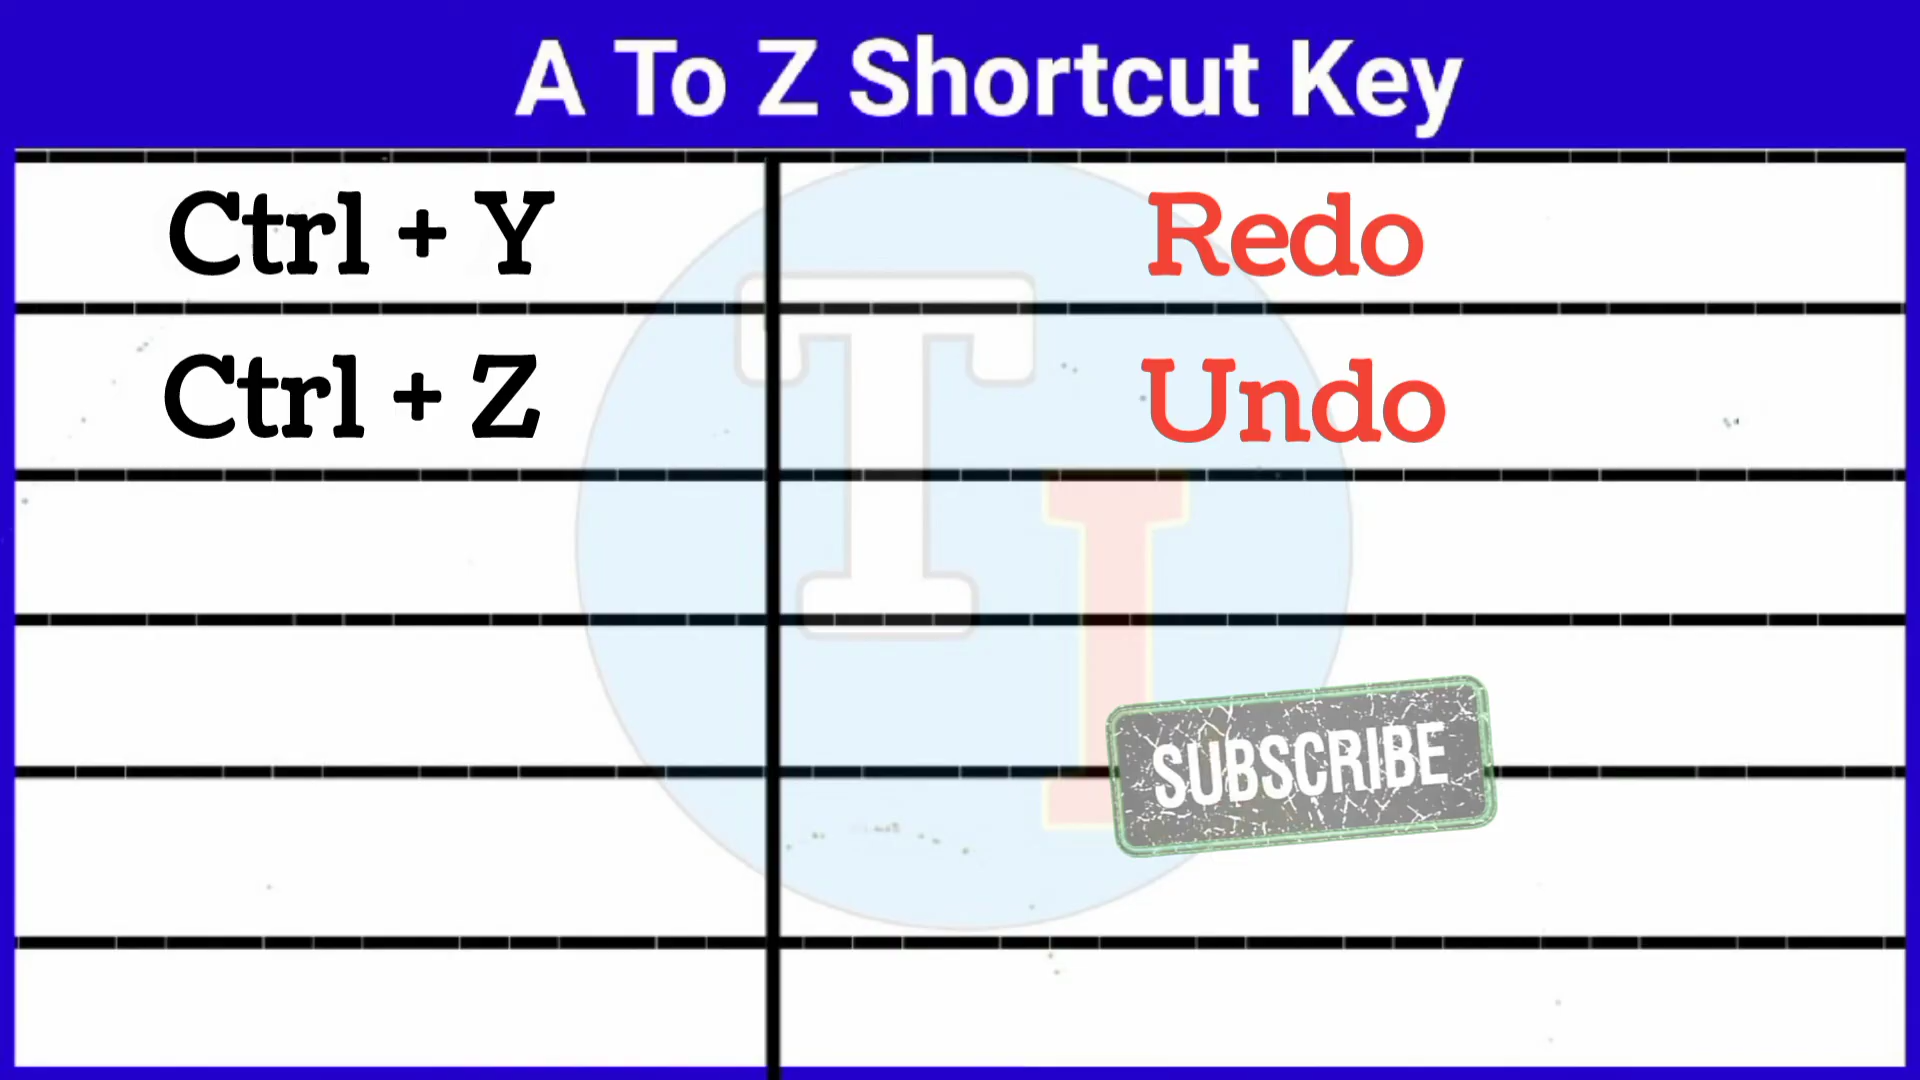 A To Z Shortcut Key
Ctrl + Y Redo
Ctrl + Z Undo
T
I
SUBSCRIBE